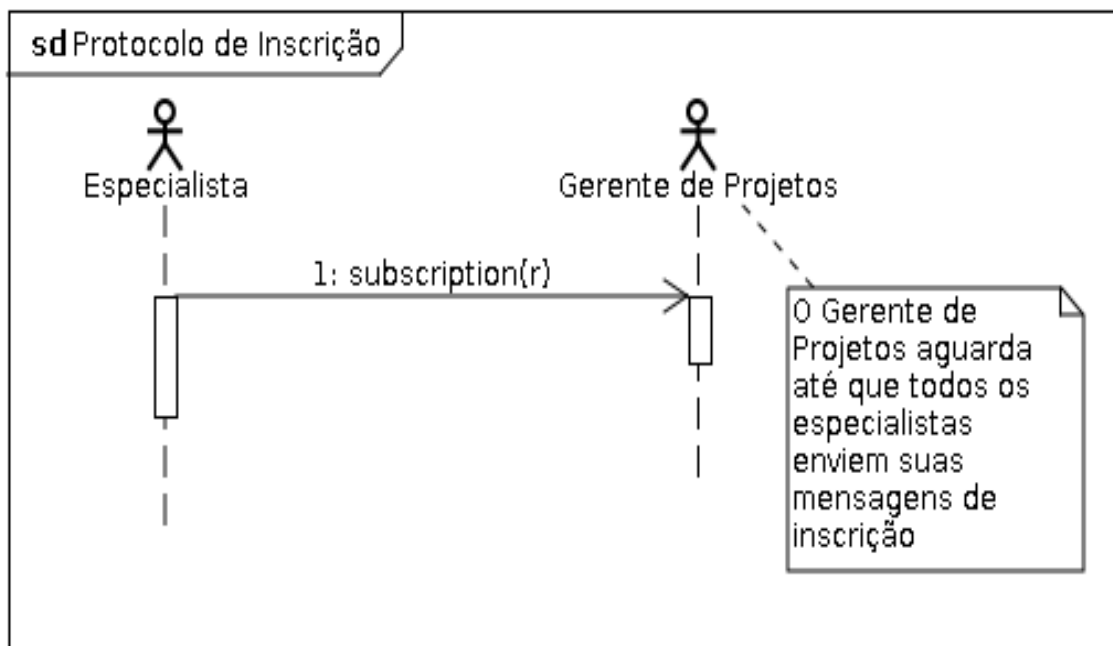 sd Protocolo de Inscrição
Especialista
Gerente de Projetos
1: subscription(r)
O Gerente de
Projetos aguarda
até que todos os
especialistas
enviem suas
mensagens de
inscrição